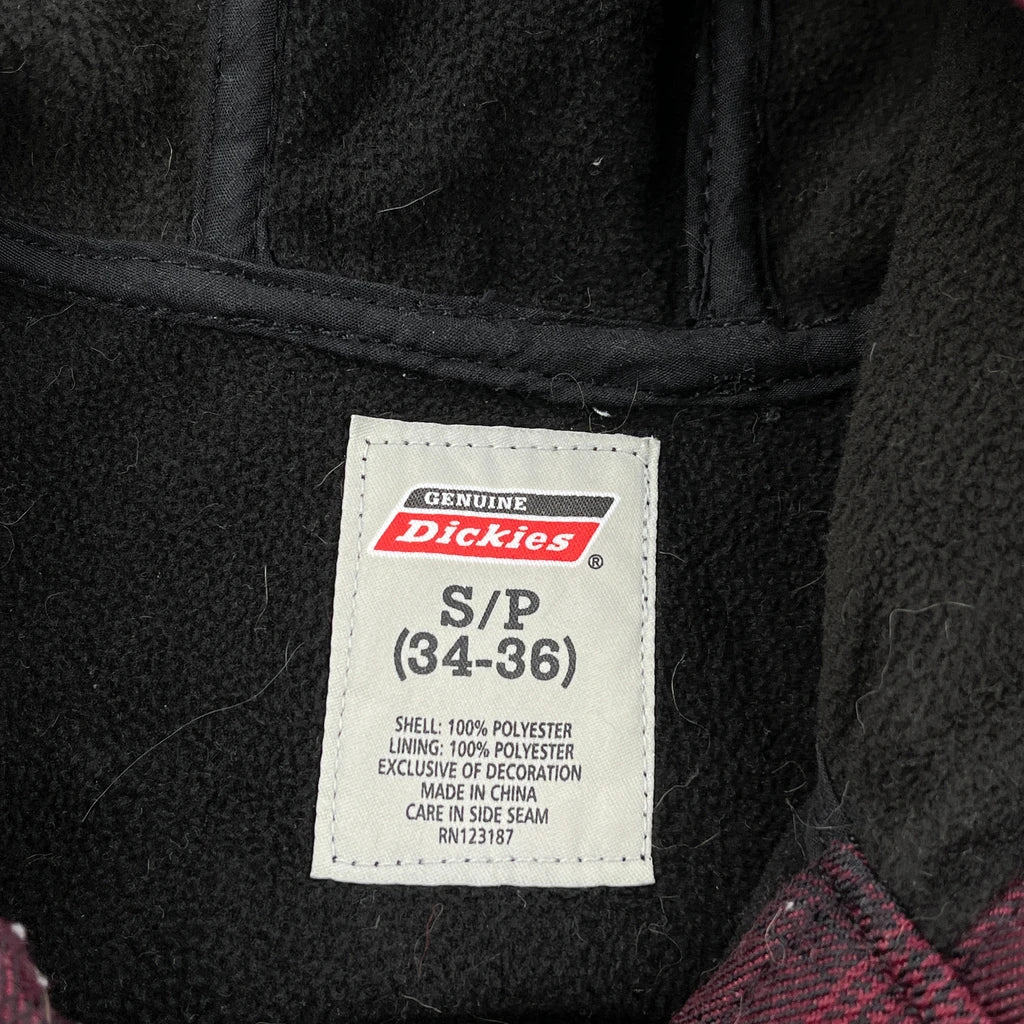 GENUINE
Dickies®
S/P
(34-36)
SHELL: 100% POLYESTER
LINING: 100% POLYESTER
EXCLUSIVE OF DECORATION
MADE IN CHINA
CARE IN SIDE SEAM
RN123187